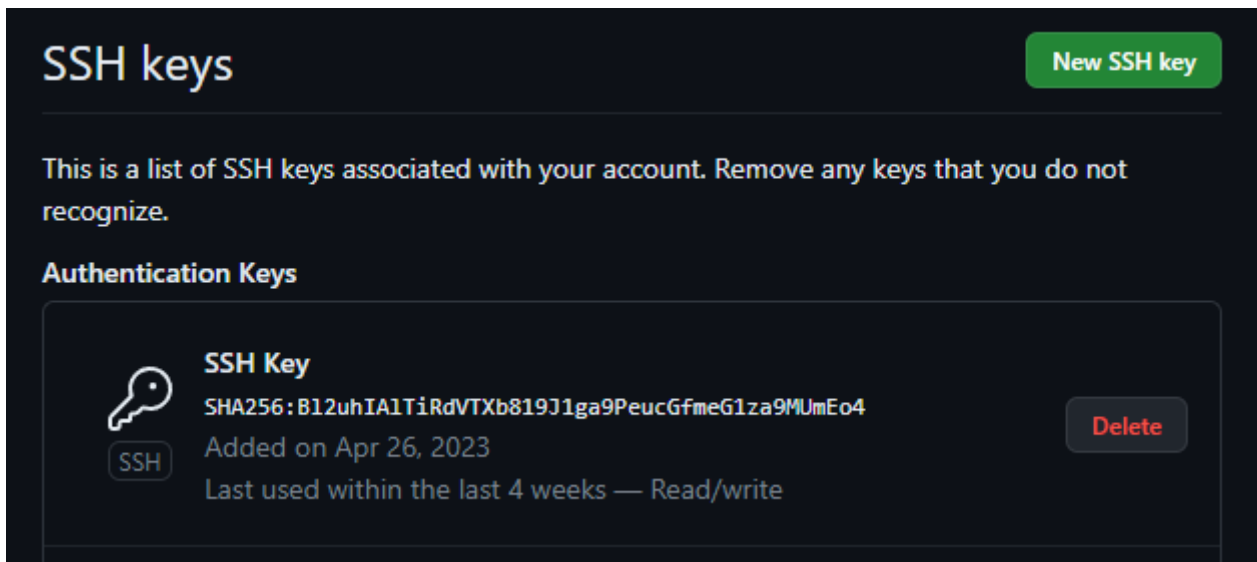 SSH keys
New SSH key
This is a list of SSH keys associated with your account. Remove any keys that you do not
recognize.
Authentication Keys
SSH Key
SHA256:Bl2uhIAlTiRdVTXb819J1ga9PeucGfmeG1za9MUmEo4
Added on Apr 26, 2023
Last used within the last 4 weeks — Read/write
SSH
Delete